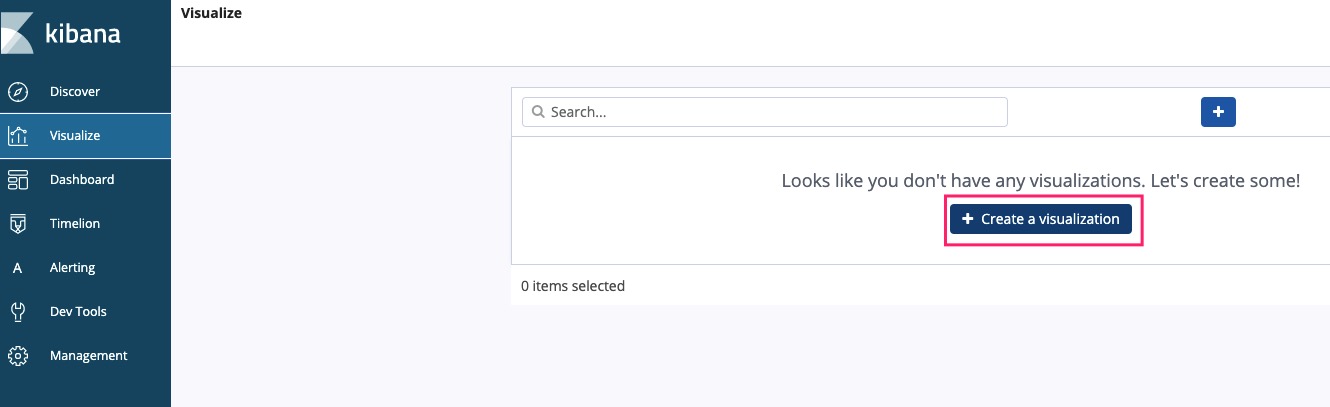 Visualize
kibana
Discover
Visualize
Dashboard
Timelion
A Alerting
Dev Tools
Management
Search...
+
Looks like you don't have any visualizations. Let's create some!
+ Create a visualization
0 items selected